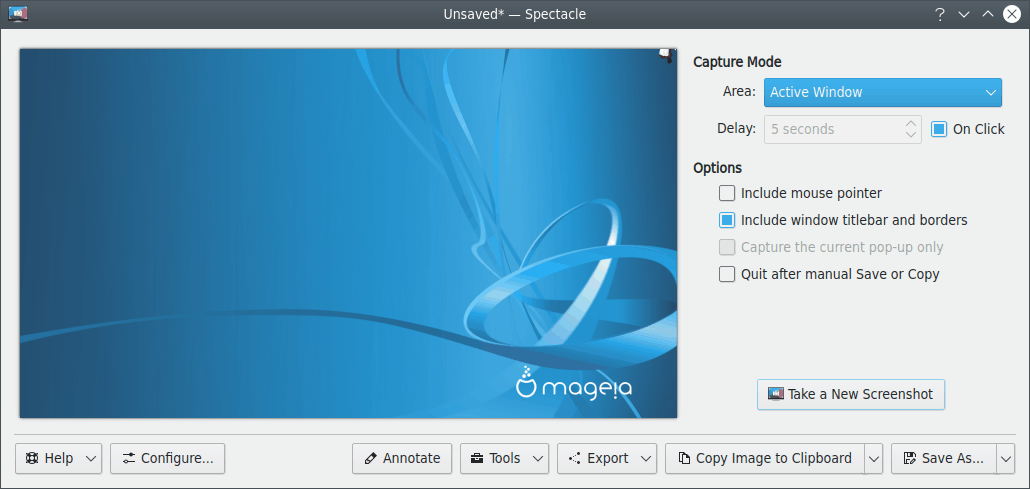 Unsaved* — Spectacle
Capture Mode
Area: Active Window
Delay: 5 seconds On Click
Options
Include mouse pointer
Include window titlebar and borders
Capture the current pop-up only
Quit after manual Save or Copy
mageia
Take a New Screenshot
Help Configure... Annotate Tools Export Copy Image to Clipboard Save As...